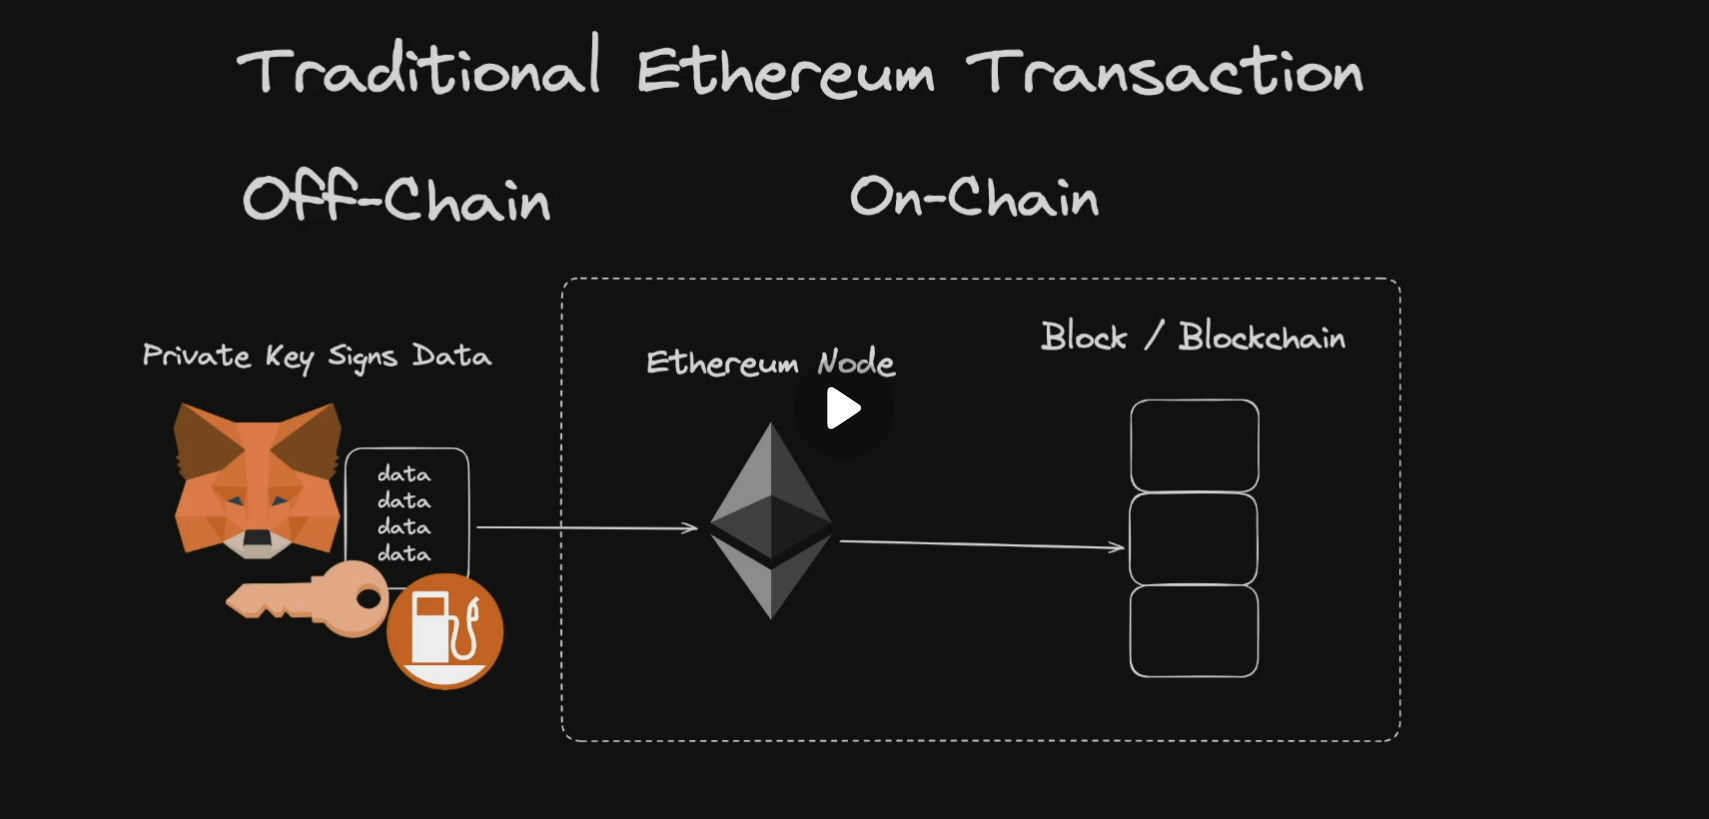 Traditional Ethereum Transaction
Off-Chain
On-Chain
Private Key Signs Data
Ethereum Node
Block / Blockchain
data
data
data
data